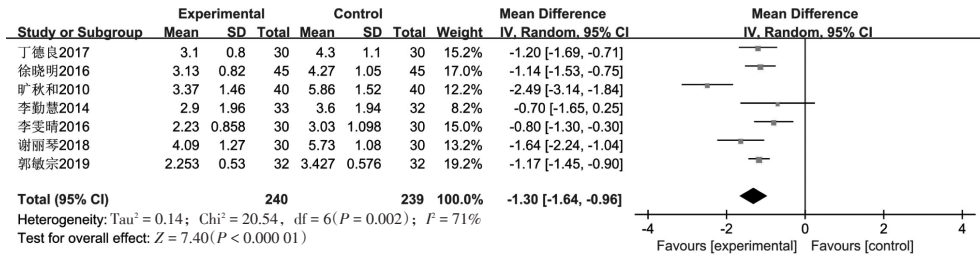 Experimental Control Mean Difference Mean Difference
Study or Subgroup Mean SD Total Mean SD Total Weight IV, Random, 95% CI IV, Random, 95% CI
丁德良2017 3.1 0.8 30 4.3 1.1 30 15.2% -1.20 [-1.69, -0.71]
徐晓明2016 3.13 0.82 45 4.27 1.05 45 17.0% -1.14 [-1.53, -0.75]
旷秋和2010 3.37 1.46 40 5.86 1.52 40 12.2% -2.49 [-3.14, -1.84]
李勤慧2014 2.9 1.96 33 3.6 1.94 32 8.2% -0.70 [-1.65, 0.25]
李雯晴2016 2.23 0.858 30 3.03 1.098 30 15.0% -0.80 [-1.30, -0.30]
谢丽琴2018 4.09 1.27 30 5.73 1.08 30 13.1% -1.64 [-2.24, -1.04]
郭敏宗2019 2.253 0.53 32 3.427 0.576 32 19.2% -1.17 [-1.45, -0.90]
Total (95% CI) 240 239 100.0% -1.30 [-1.64, -0.96]
Heterogeneity: Tau² = 0.14; Chi² = 20.54, df = 6(P = 0.002); I² = 71%
Test for overall effect: Z = 7.40(P < 0.000 01)
-4 -2 0 2 4
Favours [experimental] Favours [control]